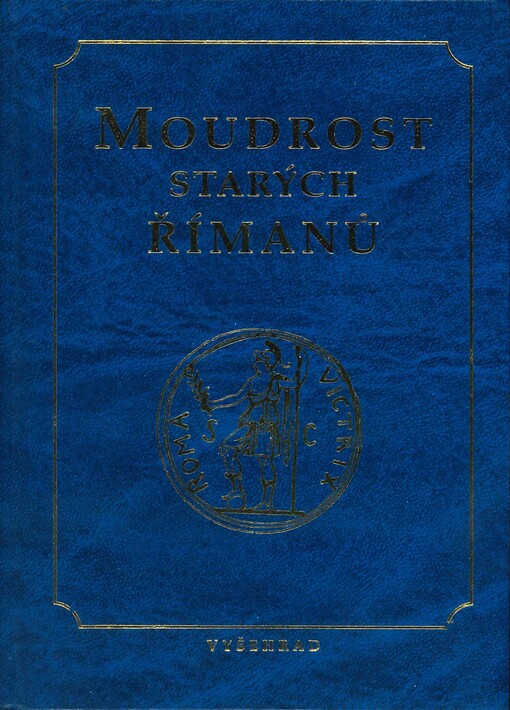 MOUDROST
STARÝCH
ŘÍMANŮ
ROMA VICTRIX
S C
VYŠEHRAD